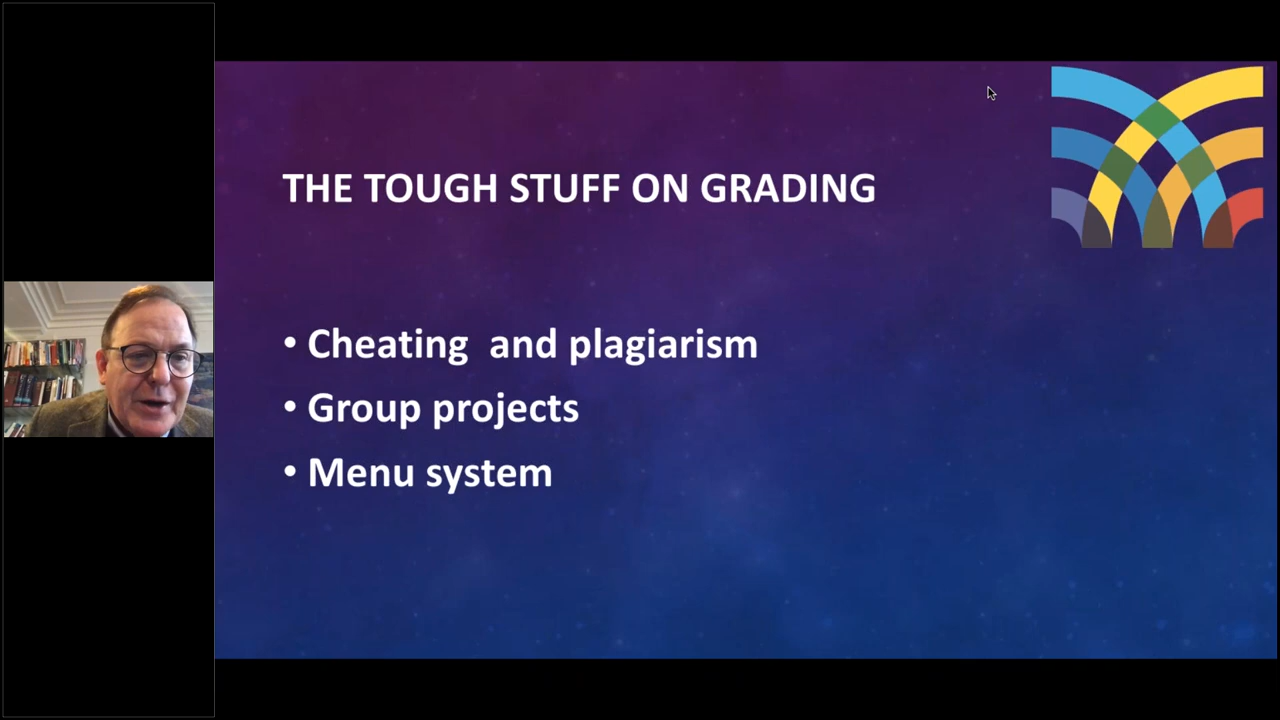 THE TOUGH STUFF ON GRADING
• Cheating  and plagiarism
• Group projects
• Menu system